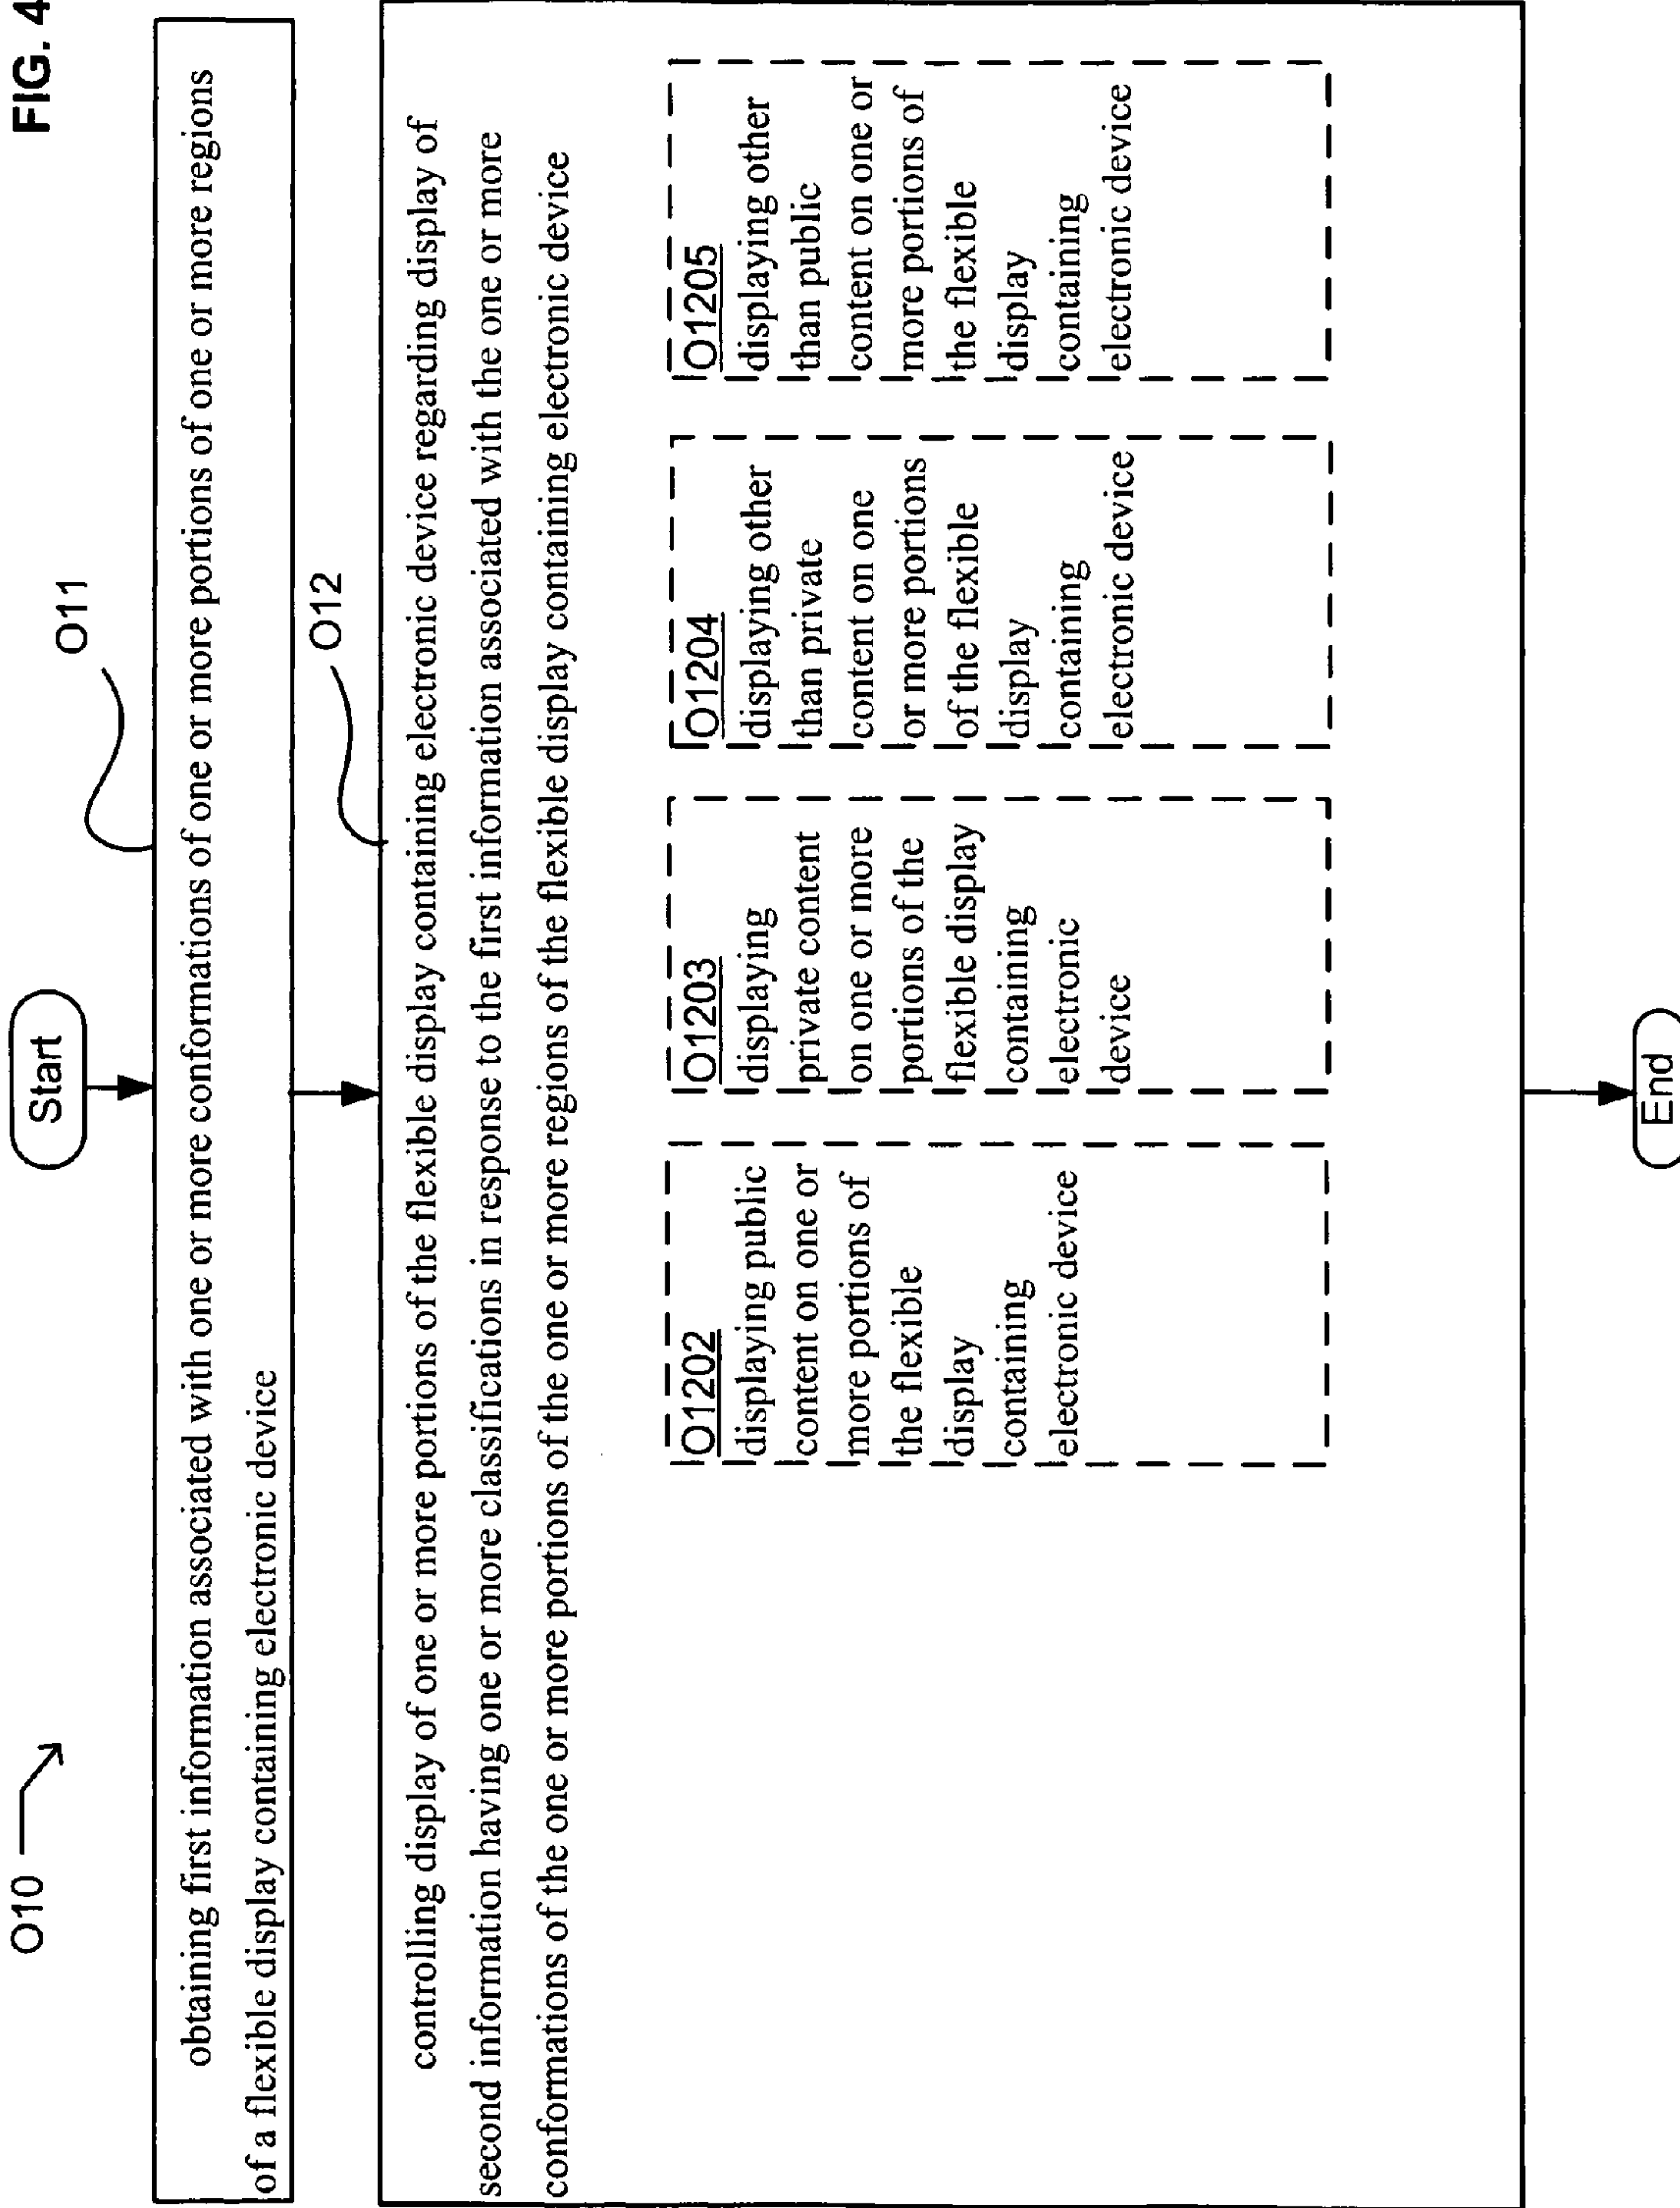 O10
Start
FIG. 4
O11
obtaining first information associated with one or more conformations of one or more portions of one or more regions
of a flexible display containing electronic device
O12
controlling display of one or more portions of the flexible display containing electronic device regarding display of
second information having one or more classifications in response to the first information associated with the one or more
conformations of the one or more portions of the one or more regions of the flexible display containing electronic device
O1202
displaying public
content on one or
more portions of
the flexible
display
containing
electronic device
O1203
displaying
private content
on one or more
portions of the
flexible display
containing
electronic
device
O1204
displaying other
than private
content on one
or more portions
of the flexible
display
containing
electronic device
O1205
displaying other
than public
content on one or
more portions of
the flexible
display
containing
electronic device
End